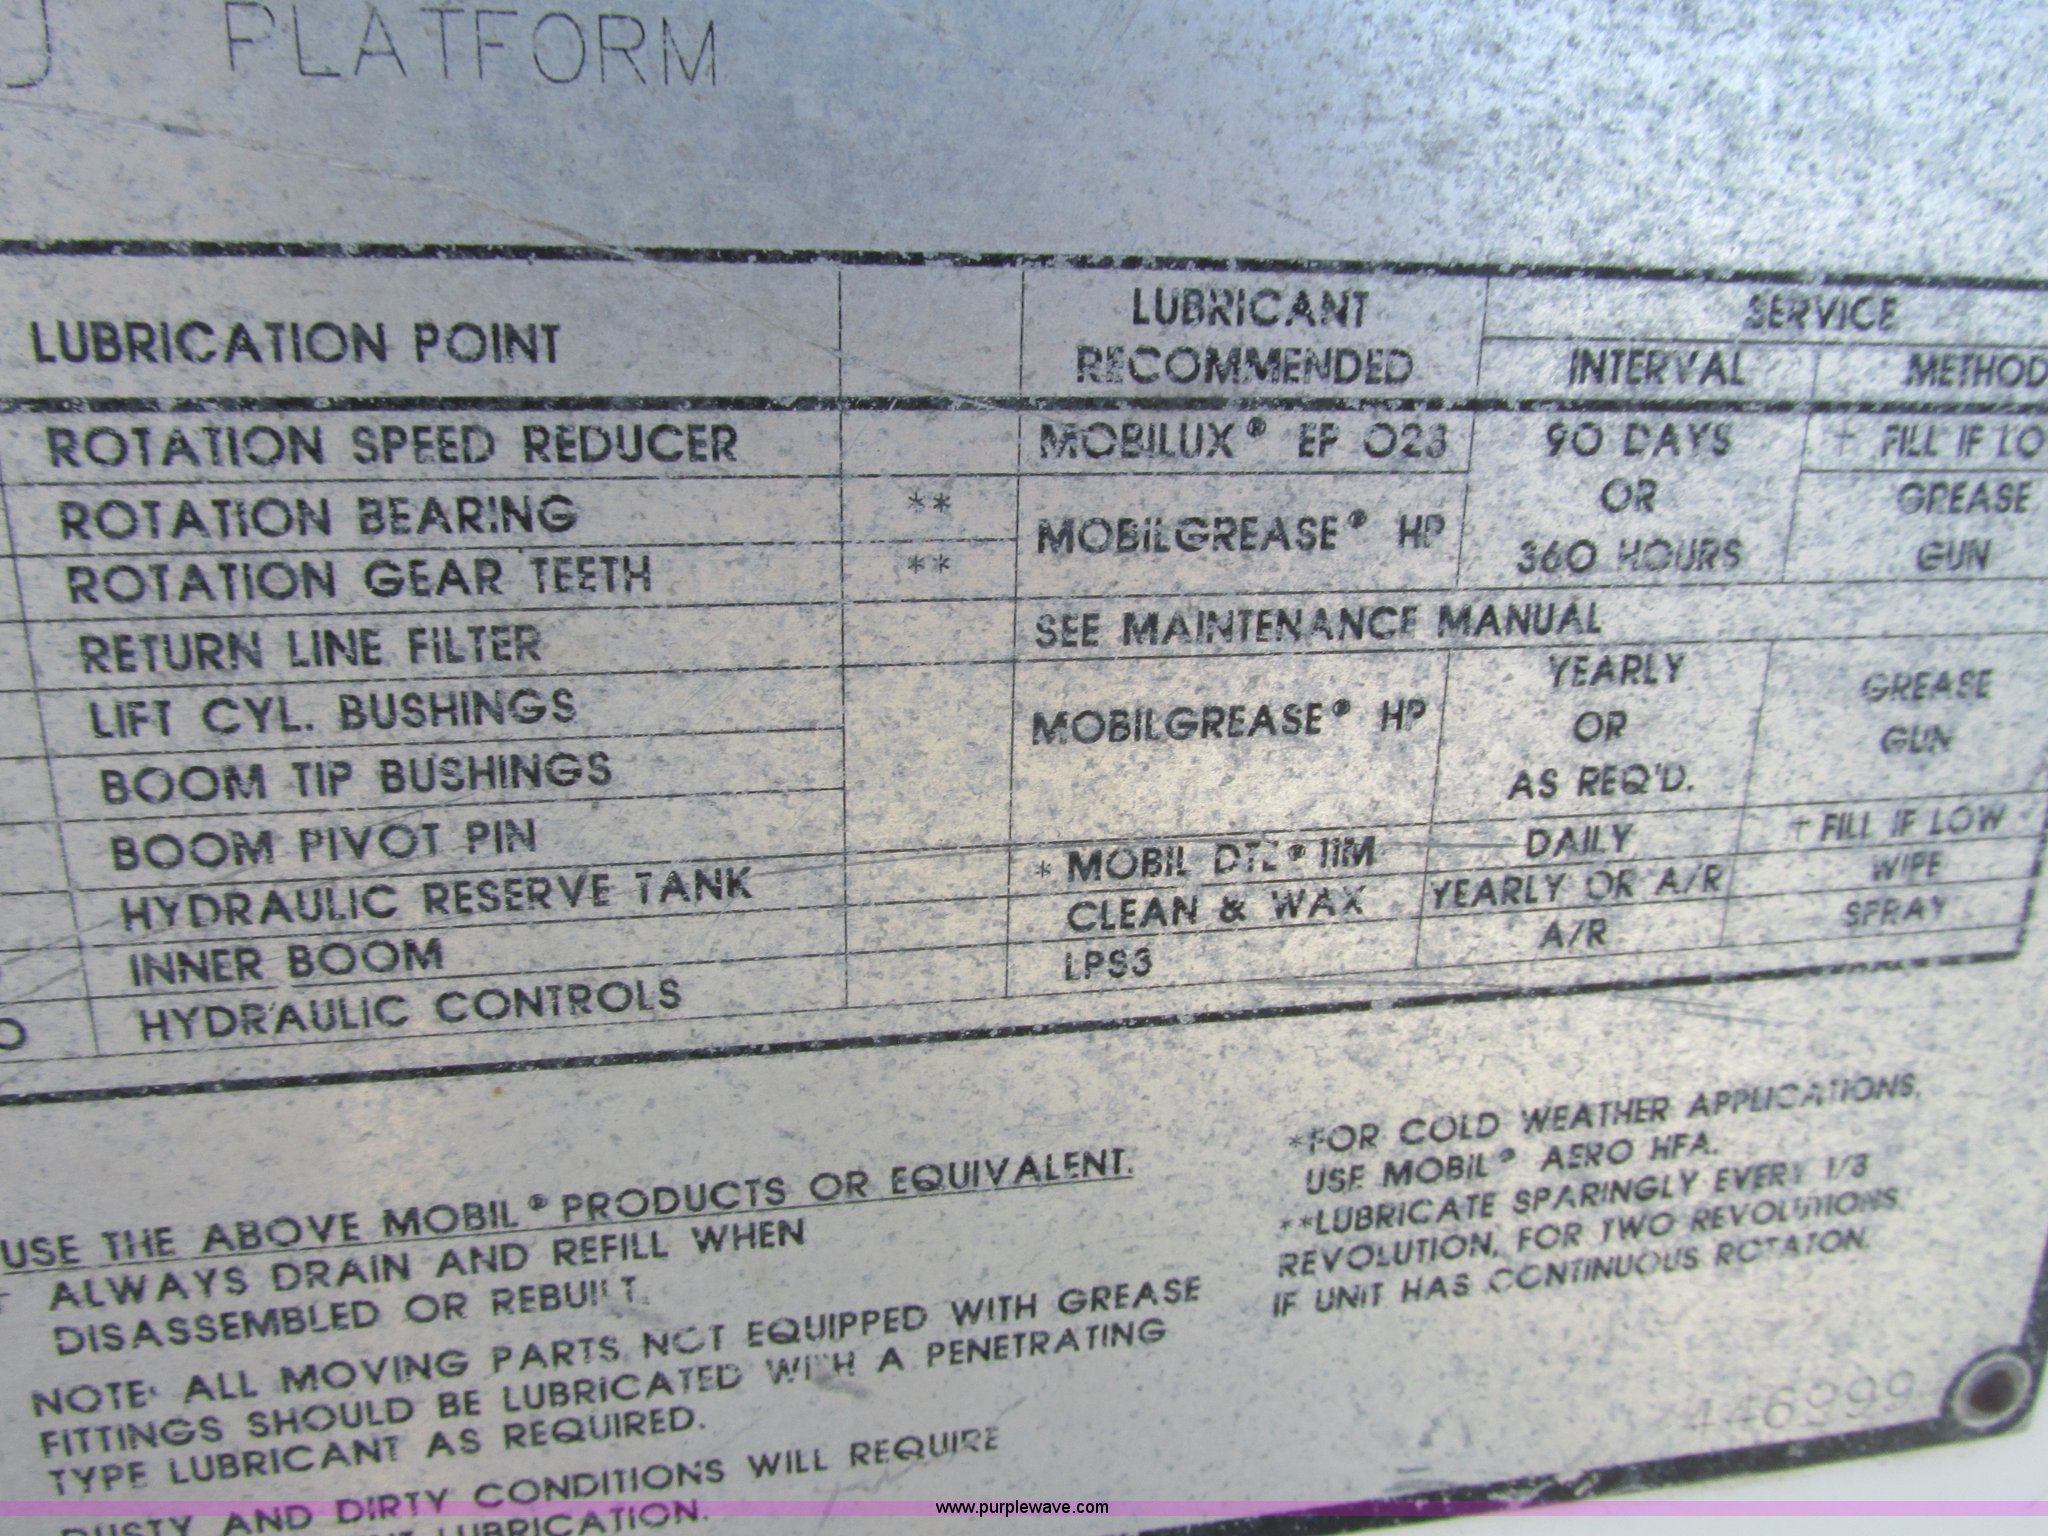 PLATFORM
LUBRICATION POINT
LUBRICANT
RECOMMENDED
SERVICE
INTERVAL
METHOD
ROTATION SPEED REDUCER
MOBILUX® EP 023
90 DAYS
OR
360 HOURS
+ FILL IF LO
ROTATION BEARING
**
MOBILGREASE® HP
GREASE
GUN
ROTATION GEAR TEETH
**
RETURN LINE FILTER
SEE MAINTENANCE MANUAL
LIFT CYL. BUSHINGS
BOOM TIP BUSHINGS
BOOM PIVOT PIN
MOBILGREASE® HP
YEARLY
OR
AS REQ'D.
GREASE
GUN
HYDRAULIC RESERVE TANK
* MOBIL DTE® 11M
DAILY
+ FILL IF LOW
INNER BOOM
CLEAN & WAX
YEARLY OR A/R
WIPE
HYDRAULIC CONTROLS
LPS3
A/R
SPRAY
USE THE ABOVE MOBIL® PRODUCTS OR EQUIVALENT.
+ ALWAYS DRAIN AND REFILL WHEN
DISASSEMBLED OR REBUILT.
NOTE: ALL MOVING PARTS NOT EQUIPPED WITH GREASE
FITTINGS SHOULD BE LUBRICATED WITH A PENETRATING
TYPE LUBRICANT AS REQUIRED.
DUSTY AND DIRTY CONDITIONS WILL REQUIRE
LUBRICATION.
*FOR COLD WEATHER APPLICATIONS,
USE MOBIL® AERO HFA.
**LUBRICATE SPARINGLY EVERY 1/3
REVOLUTION, FOR TWO REVOLUTIONS
IF UNIT HAS CONTINUOUS ROTATON.
446999
www.purplewave.com